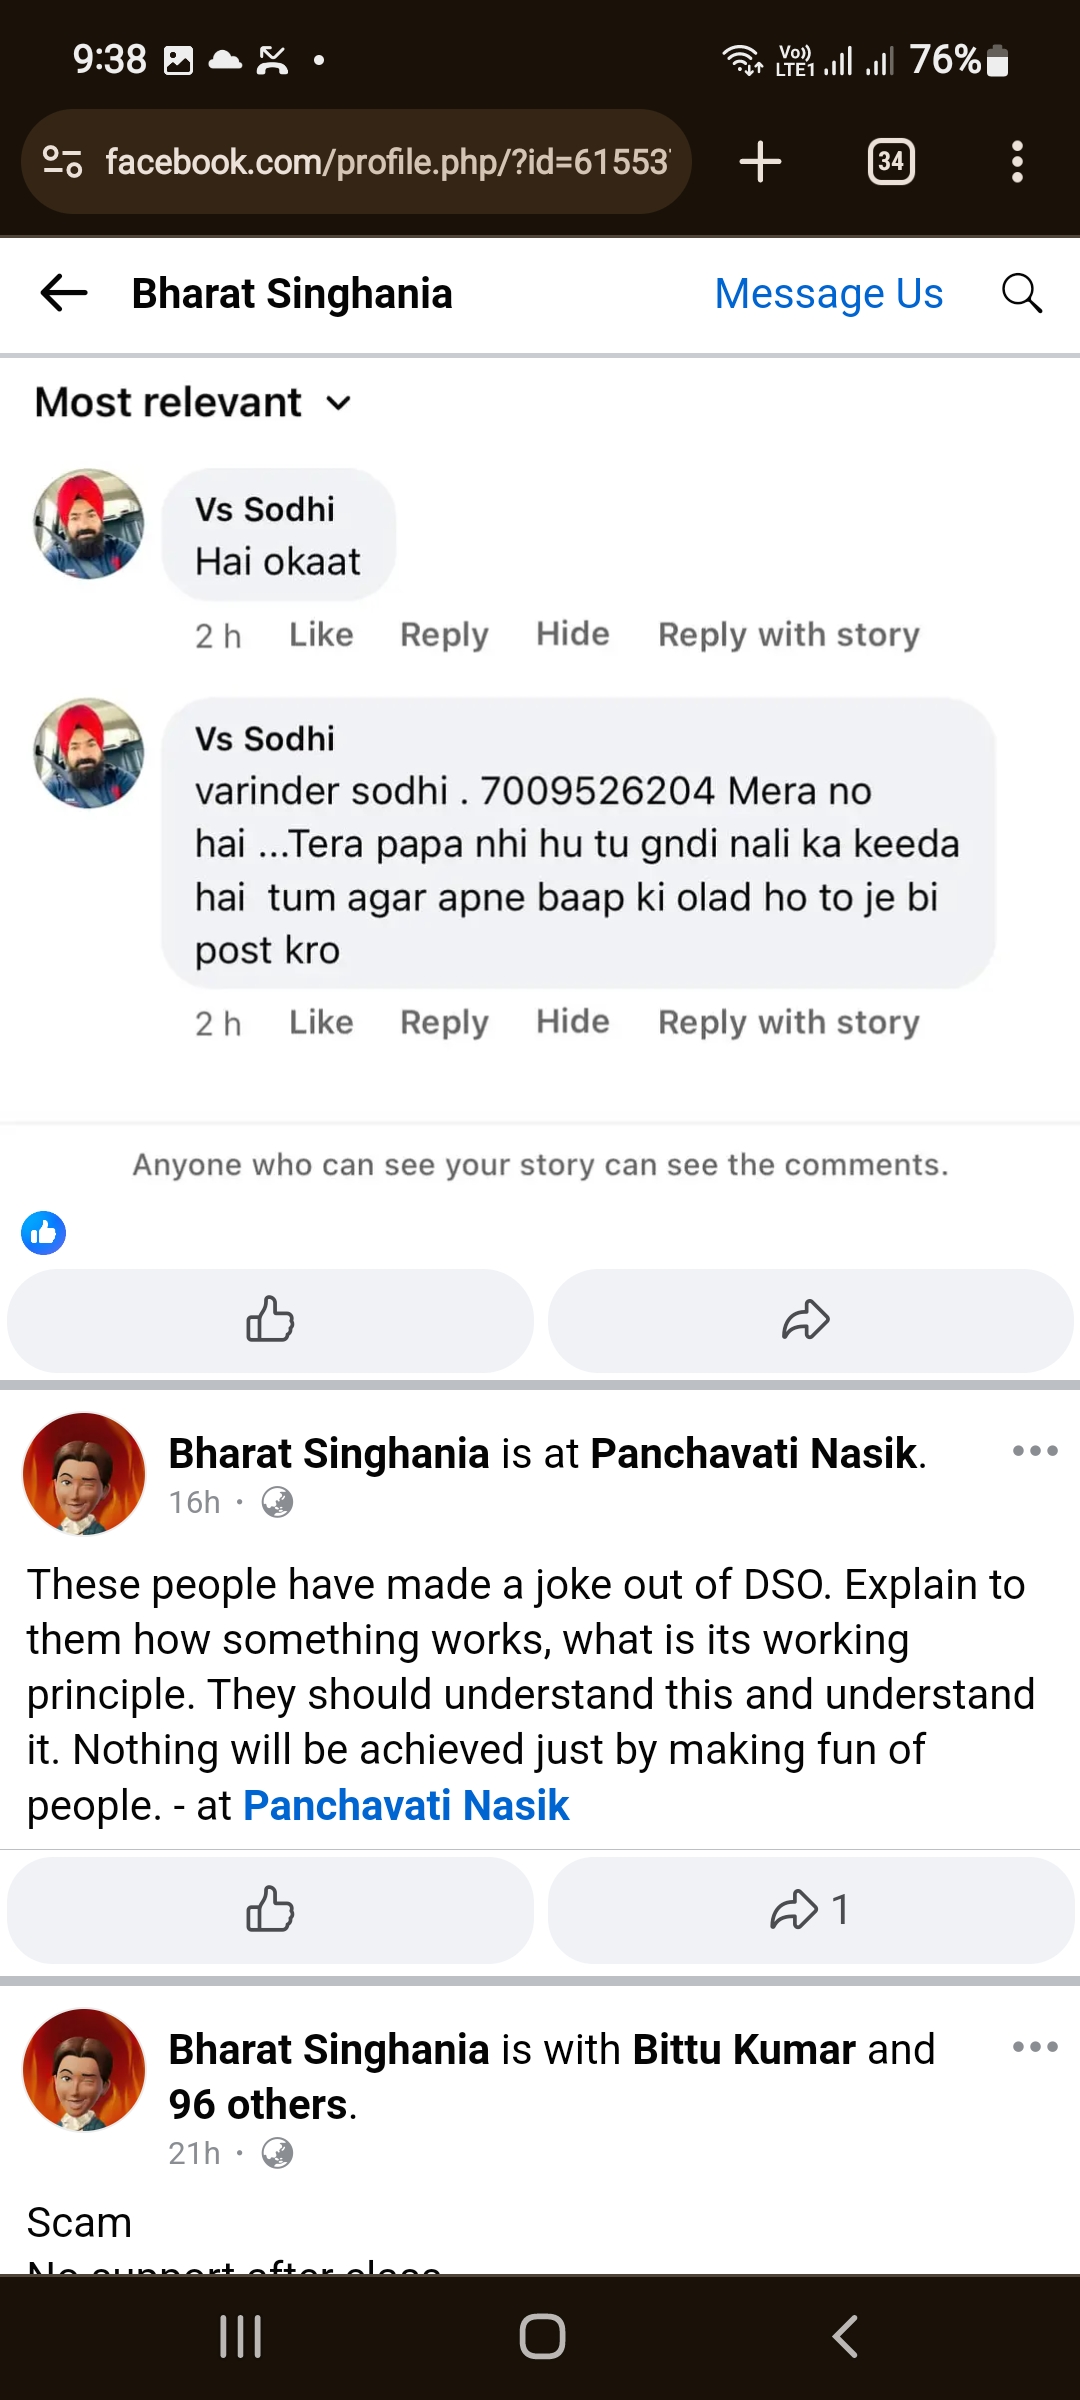 9:38
Vo))
LTE1
76%
facebook.com/profile.php/?id=61553
34
Bharat Singhania
Message Us
Most relevant
Vs Sodhi
Hai okaat
2 h Like Reply Hide Reply with story
Vs Sodhi
varinder sodhi . 7009526204 Mera no
hai ...Tera papa nhi hu tu gndi nali ka keeda
hai tum agar apne baap ki olad ho to je bi
post kro
2 h Like Reply Hide Reply with story
Anyone who can see your story can see the comments.
Bharat Singhania is at Panchavati Nasik.
16h ·
These people have made a joke out of DSO. Explain to
them how something works, what is its working
principle. They should understand this and understand
it. Nothing will be achieved just by making fun of
people. - at Panchavati Nasik
1
Bharat Singhania is with Bittu Kumar and
96 others.
21h ·
Scam
No support after class